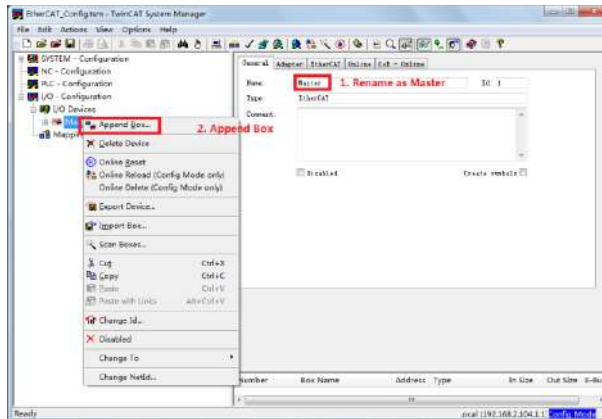 EtherCAT_Config.tsm - TwinCAT System Manager
File Edit Actions View Options Help
SYSTEM - Configuration
NC - Configuration
PLC - Configuration
I/O - Configuration
I/O Devices
Append Box...
2. Append Box
Delete Device
Online Reset
Online Reload (Config Mode only)
Online Delete (Config Mode only)
Export Device...
Import Box...
Scan Boxes...
Cut Ctrl+X
Copy Ctrl+C
Paste Ctrl+V
Paste with Links Alt+Ctrl+V
Change Id...
Disabled
Change To
Change NetId...
General Adapter EtherCAT Online CoE - Online
Name: Master 1. Rename as Master Id: 1
Type: EtherCAT
Comment:
Disabled Create symbols
Number Box Name Address Type In Size Out Size
Ready
Config Mode